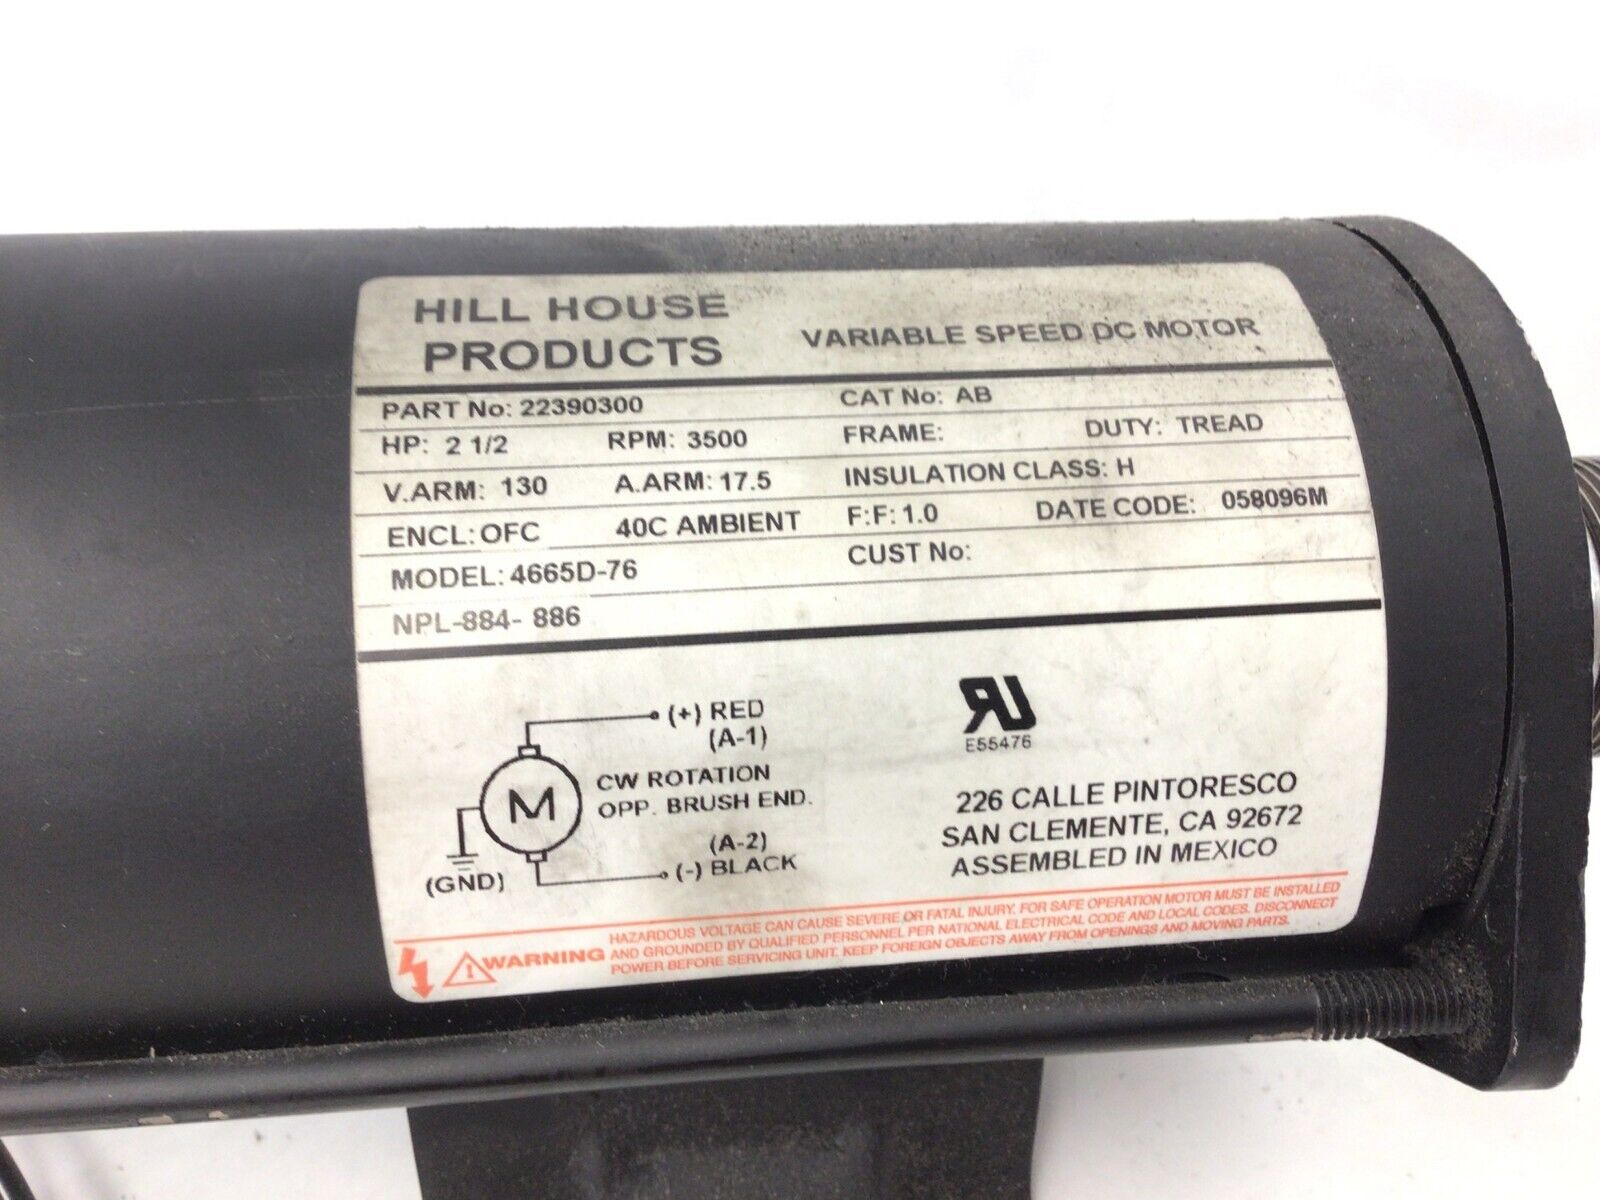 HILL HOUSE
PRODUCTS
VARIABLE SPEED DC MOTOR
PART No: 22390300
CAT No: AB
HP: 2 1/2 RPM: 3500
FRAME: DUTY: TREAD
V.ARM: 130 A.ARM: 17.5
INSULATION CLASS: H
ENCL: OFC 40C AMBIENT
F:F: 1.0 DATE CODE: 058096M
MODEL: 4665D-76
CUST No:
NPL-884- 886
(+) RED
(A-1)
CW ROTATION
OPP. BRUSH END.
M
(GND)
(A-2)
(-) BLACK
RU
E55476
226 CALLE PINTORESCO
SAN CLEMENTE, CA 92672
ASSEMBLED IN MEXICO
! WARNING
HAZARDOUS VOLTAGE CAN CAUSE SEVERE OR FATAL INJURY. FOR SAFE OPERATION MOTOR MUST BE INSTALLED
AND GROUNDED BY QUALIFIED PERSONNEL PER NATIONAL ELECTRICAL CODE AND LOCAL CODES. DISCONNECT
POWER BEFORE SERVICING UNIT. KEEP FOREIGN OBJECTS AWAY FROM OPENINGS AND MOVING PARTS.